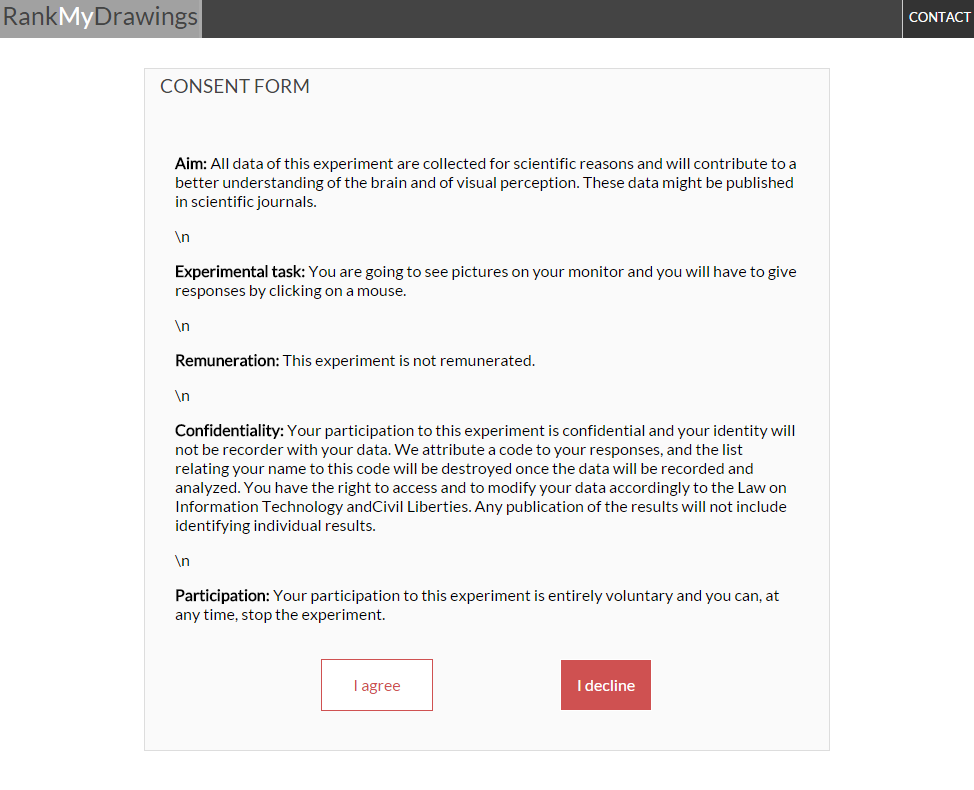 RankMyDrawings
CONTACT
CONSENT FORM
Aim: All data of this experiment are collected for scientific reasons and will contribute to a
better understanding of the brain and of visual perception. These data might be published
in scientific journals.
\n
Experimental task: You are going to see pictures on your monitor and you will have to give
responses by clicking on a mouse.
\n
Remuneration: This experiment is not remunerated.
\n
Confidentiality: Your participation to this experiment is confidential and your identity will
not be recorder with your data. We attribute a code to your responses, and the list
relating your name to this code will be destroyed once the data will be recorded and
analyzed. You have the right to access and to modify your data accordingly to the Law on
Information Technology andCivil Liberties. Any publication of the results will not include
identifying individual results.
\n
Participation: Your participation to this experiment is entirely voluntary and you can, at
any time, stop the experiment.
I agree
I decline